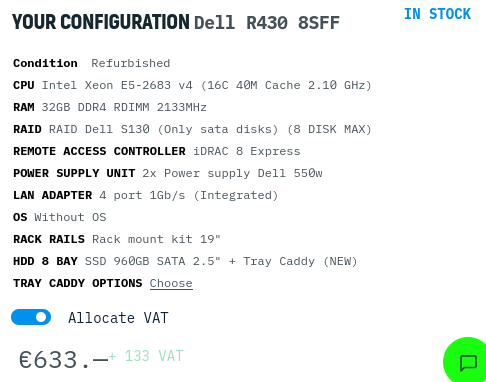 YOUR CONFIGURATION Dell R430 8SFF
IN STOCK
Condition Refurbished
CPU Intel Xeon E5-2683 v4 (16C 40M Cache 2.10 GHz)
RAM 32GB DDR4 RDIMM 2133MHz
RAID RAID Dell S130 (Only sata disks) (8 DISK MAX)
REMOTE ACCESS CONTROLLER iDRAC 8 Express
POWER SUPPLY UNIT 2x Power supply Dell 550w
LAN ADAPTER 4 port 1Gb/s (Integrated)
OS Without OS
RACK RAILS Rack mount kit 19"
HDD 8 BAY SSD 960GB SATA 2.5" + Tray Caddy (NEW)
TRAY CADDY OPTIONS Choose
Allocate VAT
€633.— + 133 VAT